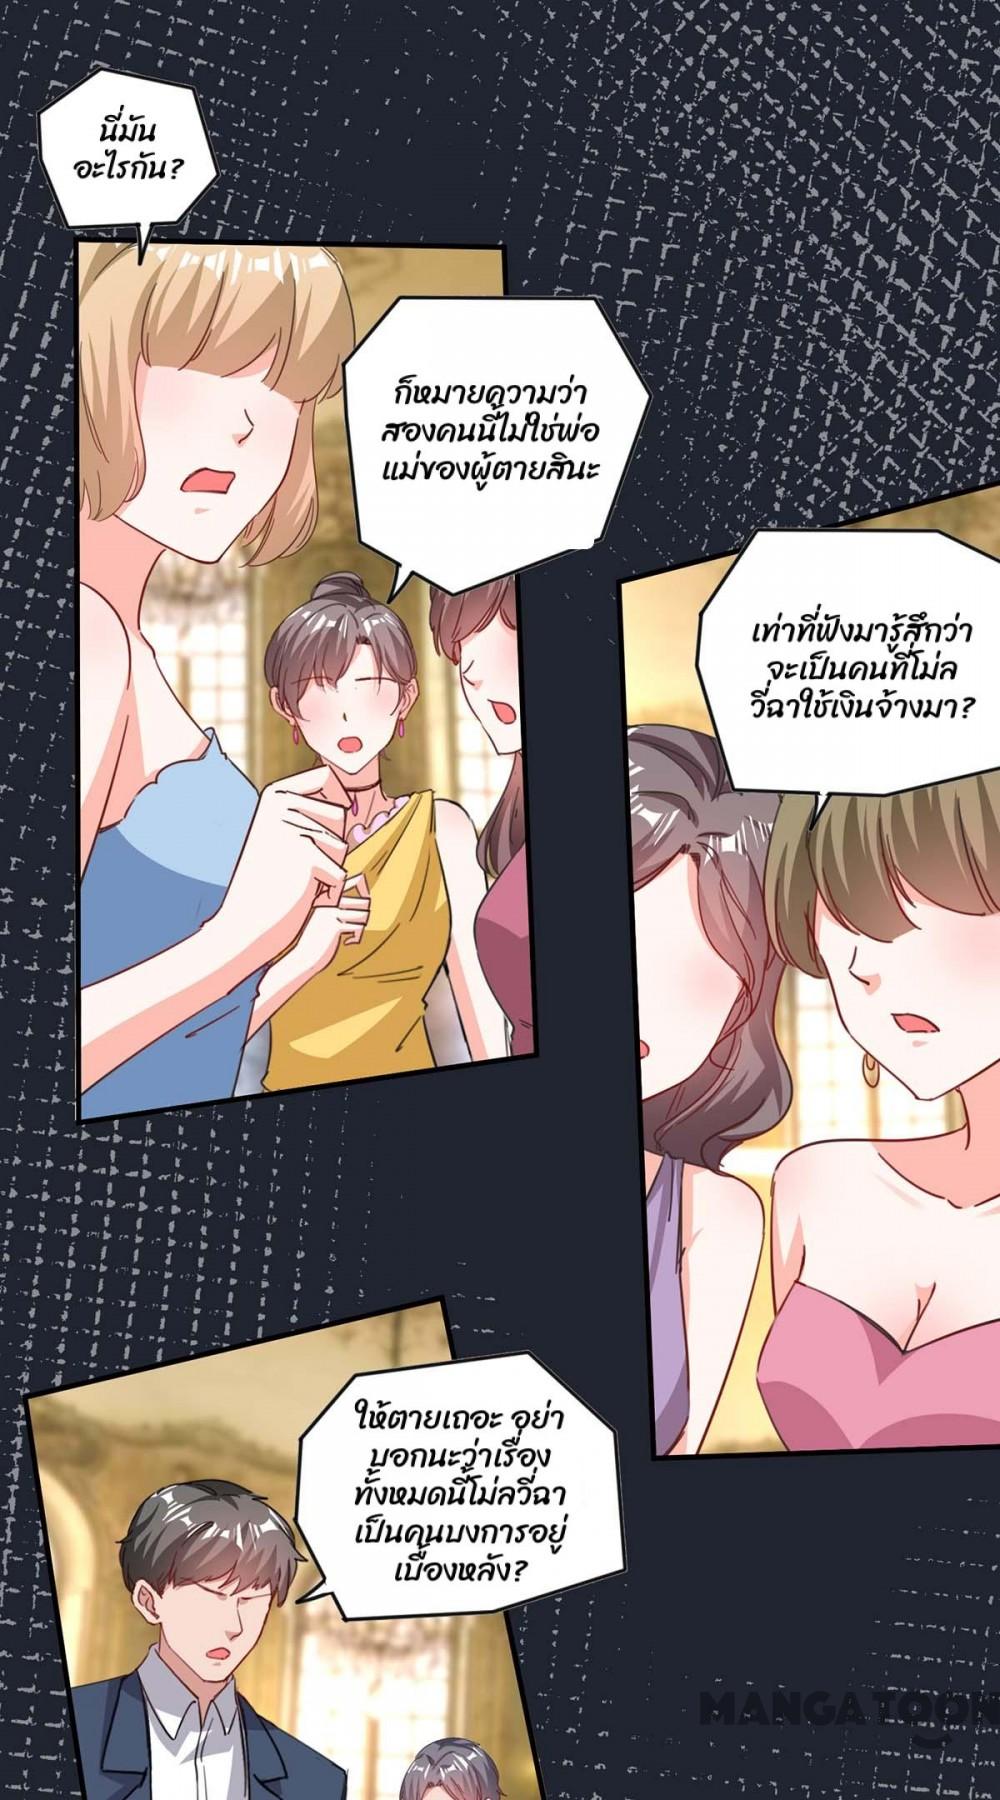 นี่มัน
อะไรกัน?
ก็หมายความว่า
สองคนนี้ไม่ใช่พ่อ
แม่ของผู้ตายสินะ
เท่าที่ฟังมารู้สึกว่า
จะเป็นคนที่โม่ล
วี่ฉาใช้เงินจ้างมา?
ให้ตายเถอะ อย่า
บอกนะว่าเรื่อง
ทั้งหมดนี้โม่ลวี่ฉา
เป็นคนบงการอยู่
เบื้องหลัง?
MANGATOON